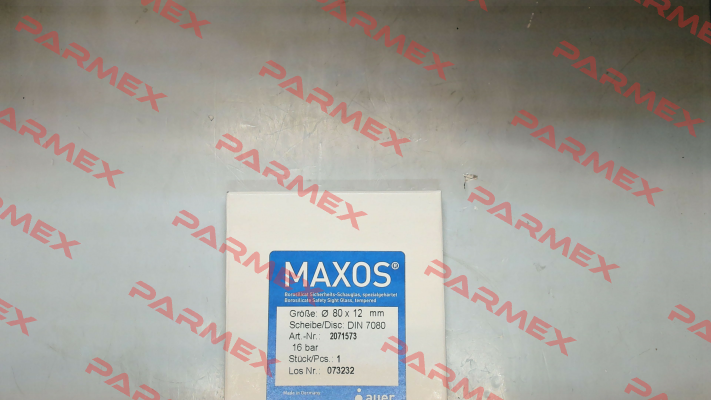 MAXOS®
Borosilicat Sicherheits-Schauglas, spezialgehärtet
Borosilicate Safety Sight Glass, tempered
Größe: Ø 80 x 12 mm
Scheibe/Disc: DIN 7080
Art.-Nr.: 2071573
16 bar
Stück/Pcs.: 1
Los Nr.: 073232
Made in Germany
auer
PARMEX
PARMEX
PARMEX
PARMEX
PARMEX
PARMEX
PARMEX
PARMEX
PARMEX
PARMEX
PARMEX
PARMEX
PARMEX